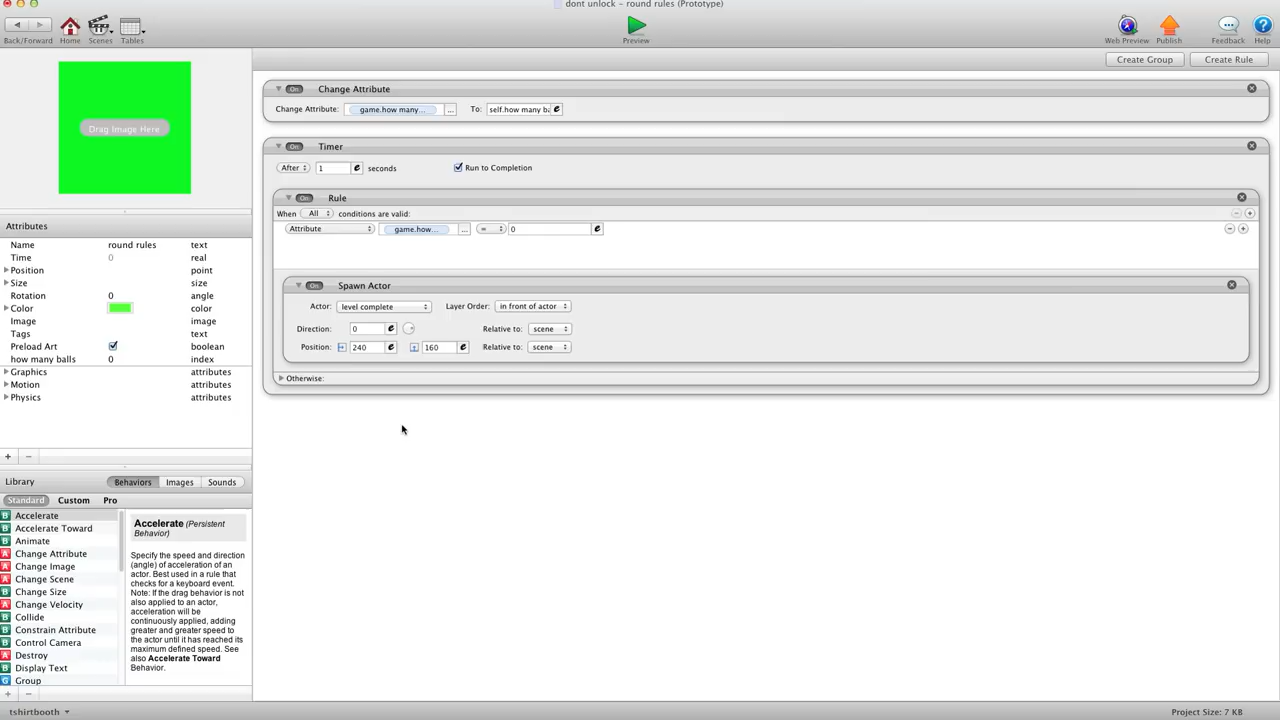 dont unlock – round rules (Prototype)
Back/Forward Home Scenes Tables Preview Web Preview Publish Feedback Help
Create Group Create Rule
Drag Image Here
On Change Attribute
Change Attribute: game.how many... ... To: self.how many ba
On Timer
After 1 seconds Run to Completion
On Rule
When All conditions are valid:
Attribute game.how... ... = 0
On Spawn Actor
Actor: level complete Layer Order: in front of actor
Direction: 0 Relative to: scene
Position: 240 160 Relative to: scene
Otherwise:
Attributes
Name round rules text
Time 0 real
Position point
Size size
Rotation 0 angle
Color color
Image image
Tags text
Preload Art boolean
how many balls 0 index
Graphics attributes
Motion attributes
Physics attributes
Library Behaviors Images Sounds
Standard Custom Pro
B Accelerate
B Accelerate Toward
B Animate
A Change Attribute
A Change Image
A Change Scene
B Change Size
A Change Velocity
B Collide
B Constrain Attribute
B Control Camera
A Destroy
B Display Text
G Group
Accelerate (Persistent
Behavior)
Specify the speed and direction
(angle) of acceleration of an
actor. Best used in a rule that
checks for a keyboard event.
Note: If the drag behavior is not
also applied to an actor,
acceleration will be
continuously applied, adding
greater and greater speed to
the actor until it has reached its
maximum defined speed. See
also Accelerate Toward
Behavior.
tshirtbooth Project Size: 7 KB